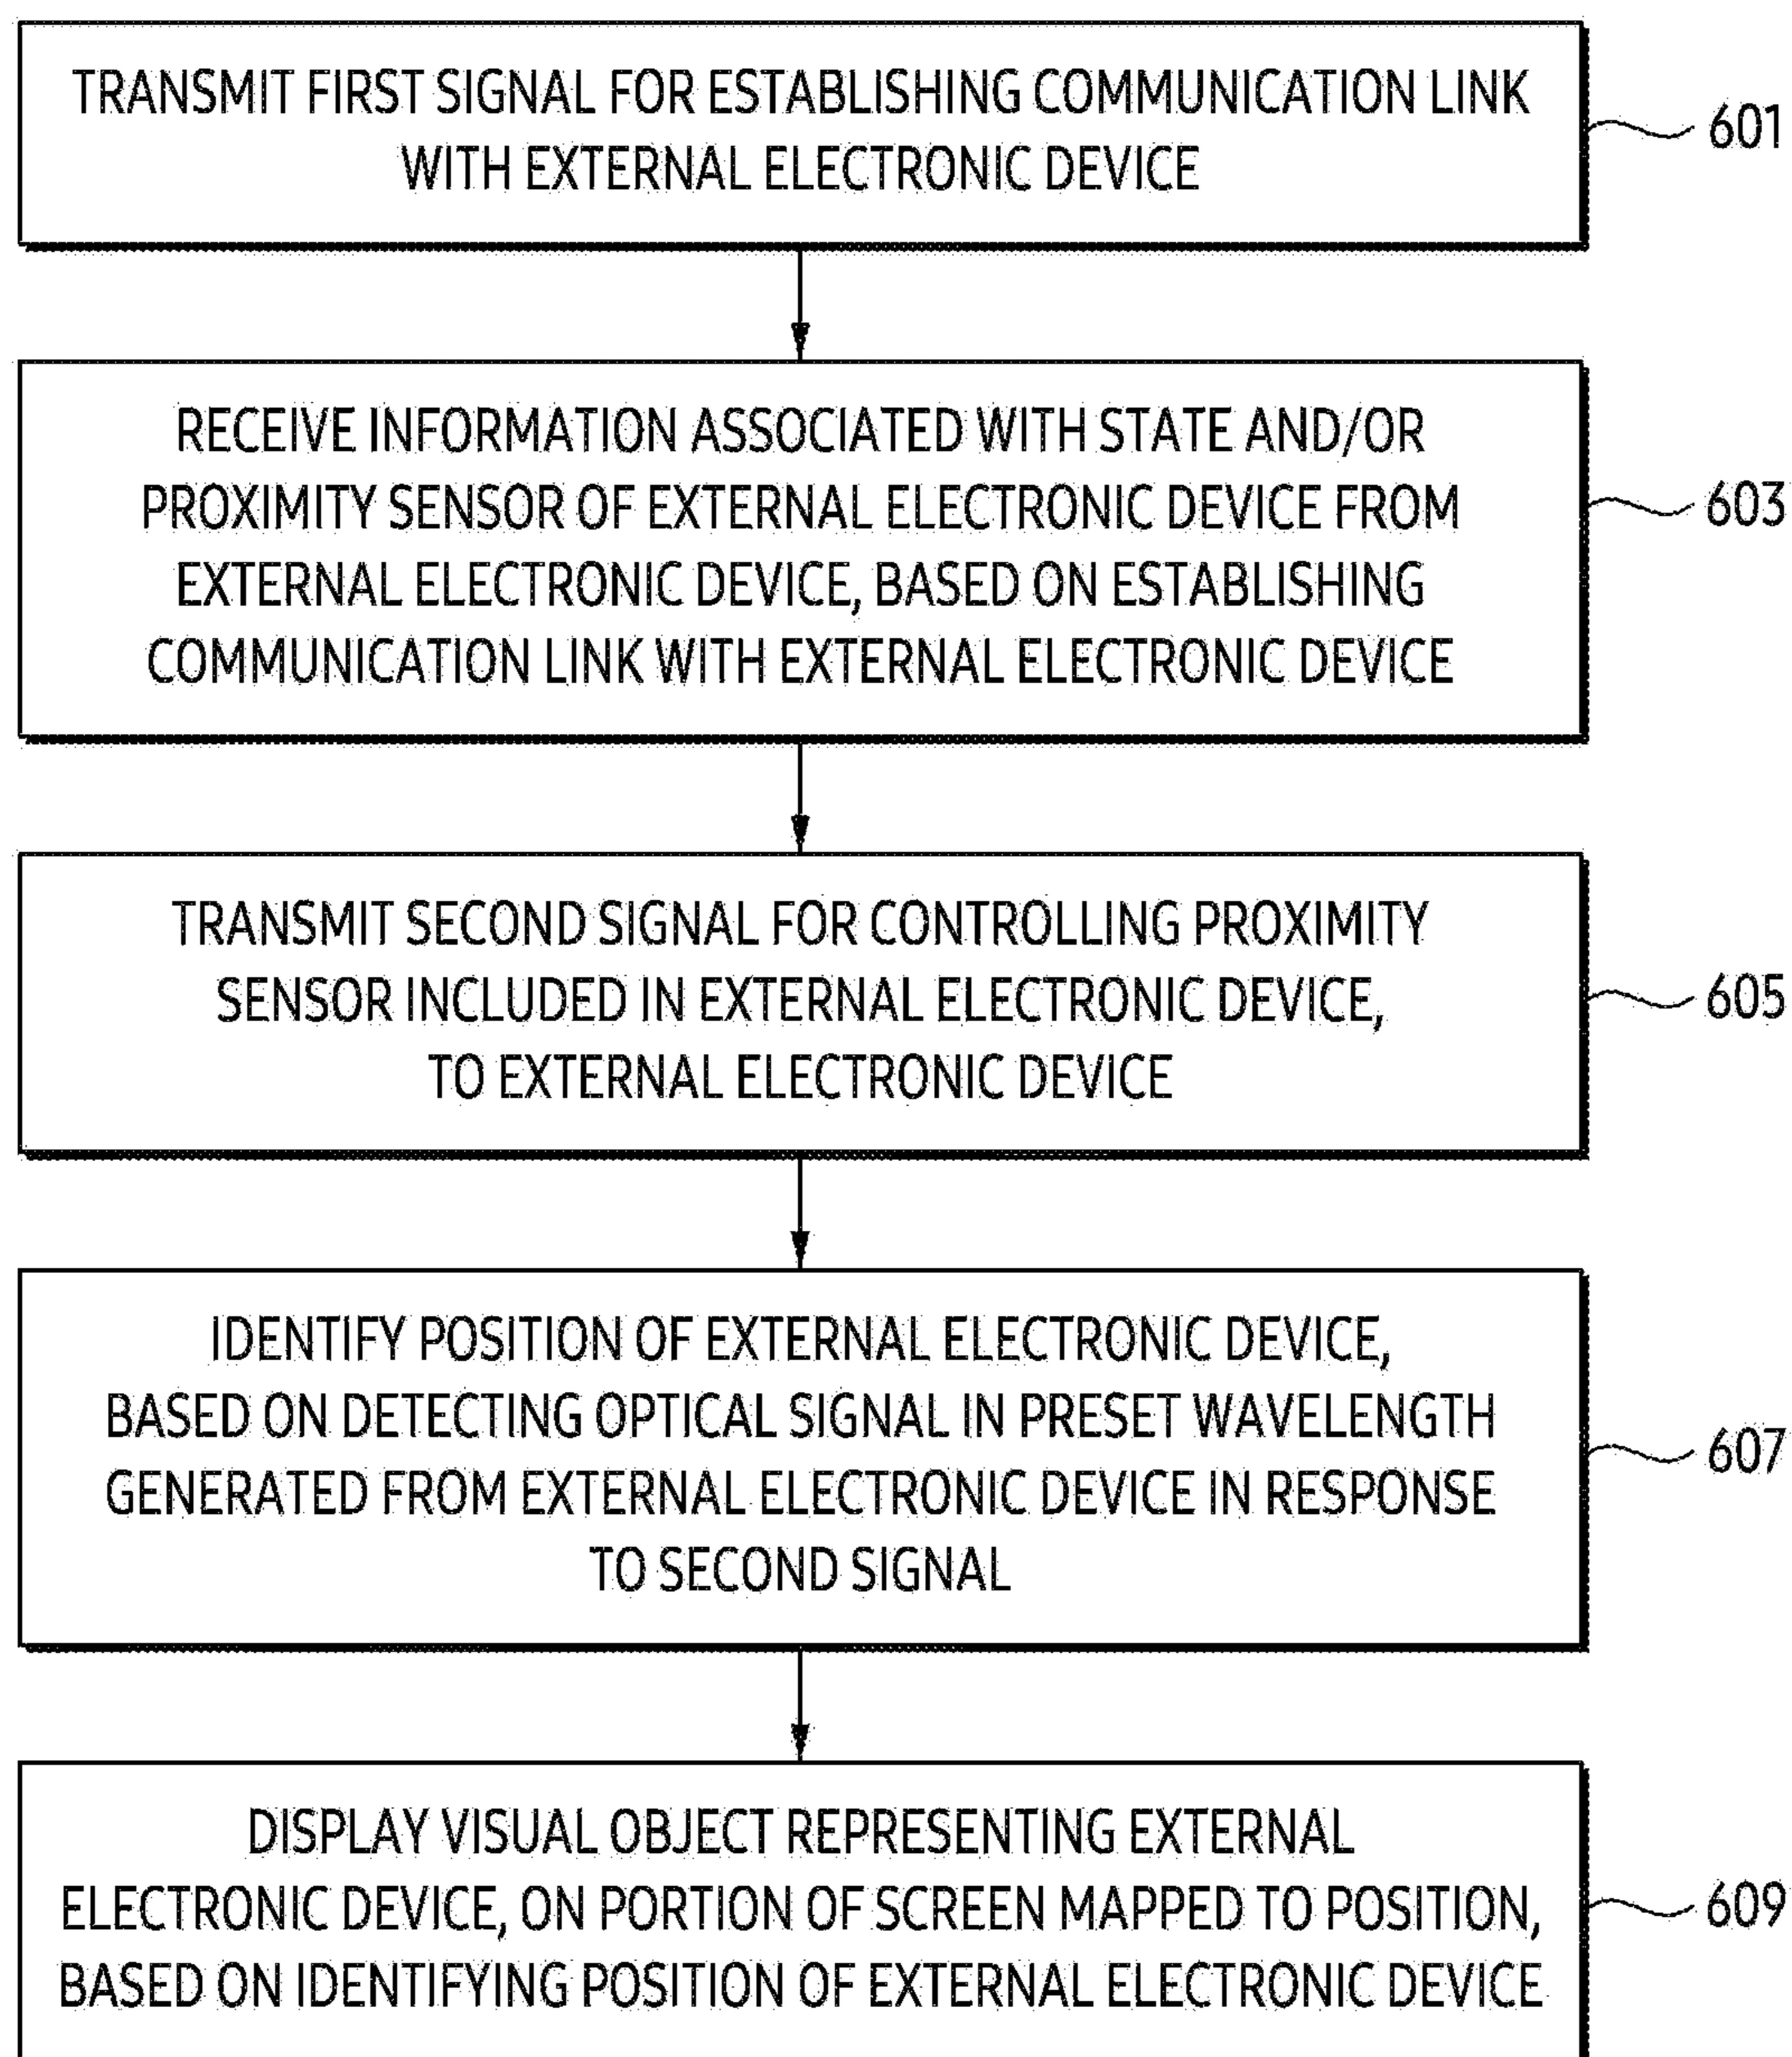 TRANSMIT FIRST SIGNAL FOR ESTABLISHING COMMUNICATION LINK
WITH EXTERNAL ELECTRONIC DEVICE
601
RECEIVE INFORMATION ASSOCIATED WITH STATE AND/OR
PROXIMITY SENSOR OF EXTERNAL ELECTRONIC DEVICE FROM
EXTERNAL ELECTRONIC DEVICE, BASED ON ESTABLISHING
COMMUNICATION LINK WITH EXTERNAL ELECTRONIC DEVICE
603
TRANSMIT SECOND SIGNAL FOR CONTROLLING PROXIMITY
SENSOR INCLUDED IN EXTERNAL ELECTRONIC DEVICE,
TO EXTERNAL ELECTRONIC DEVICE
605
IDENTIFY POSITION OF EXTERNAL ELECTRONIC DEVICE,
BASED ON DETECTING OPTICAL SIGNAL IN PRESET WAVELENGTH
GENERATED FROM EXTERNAL ELECTRONIC DEVICE IN RESPONSE
TO SECOND SIGNAL
607
DISPLAY VISUAL OBJECT REPRESENTING EXTERNAL
ELECTRONIC DEVICE, ON PORTION OF SCREEN MAPPED TO POSITION,
BASED ON IDENTIFYING POSITION OF EXTERNAL ELECTRONIC DEVICE
609